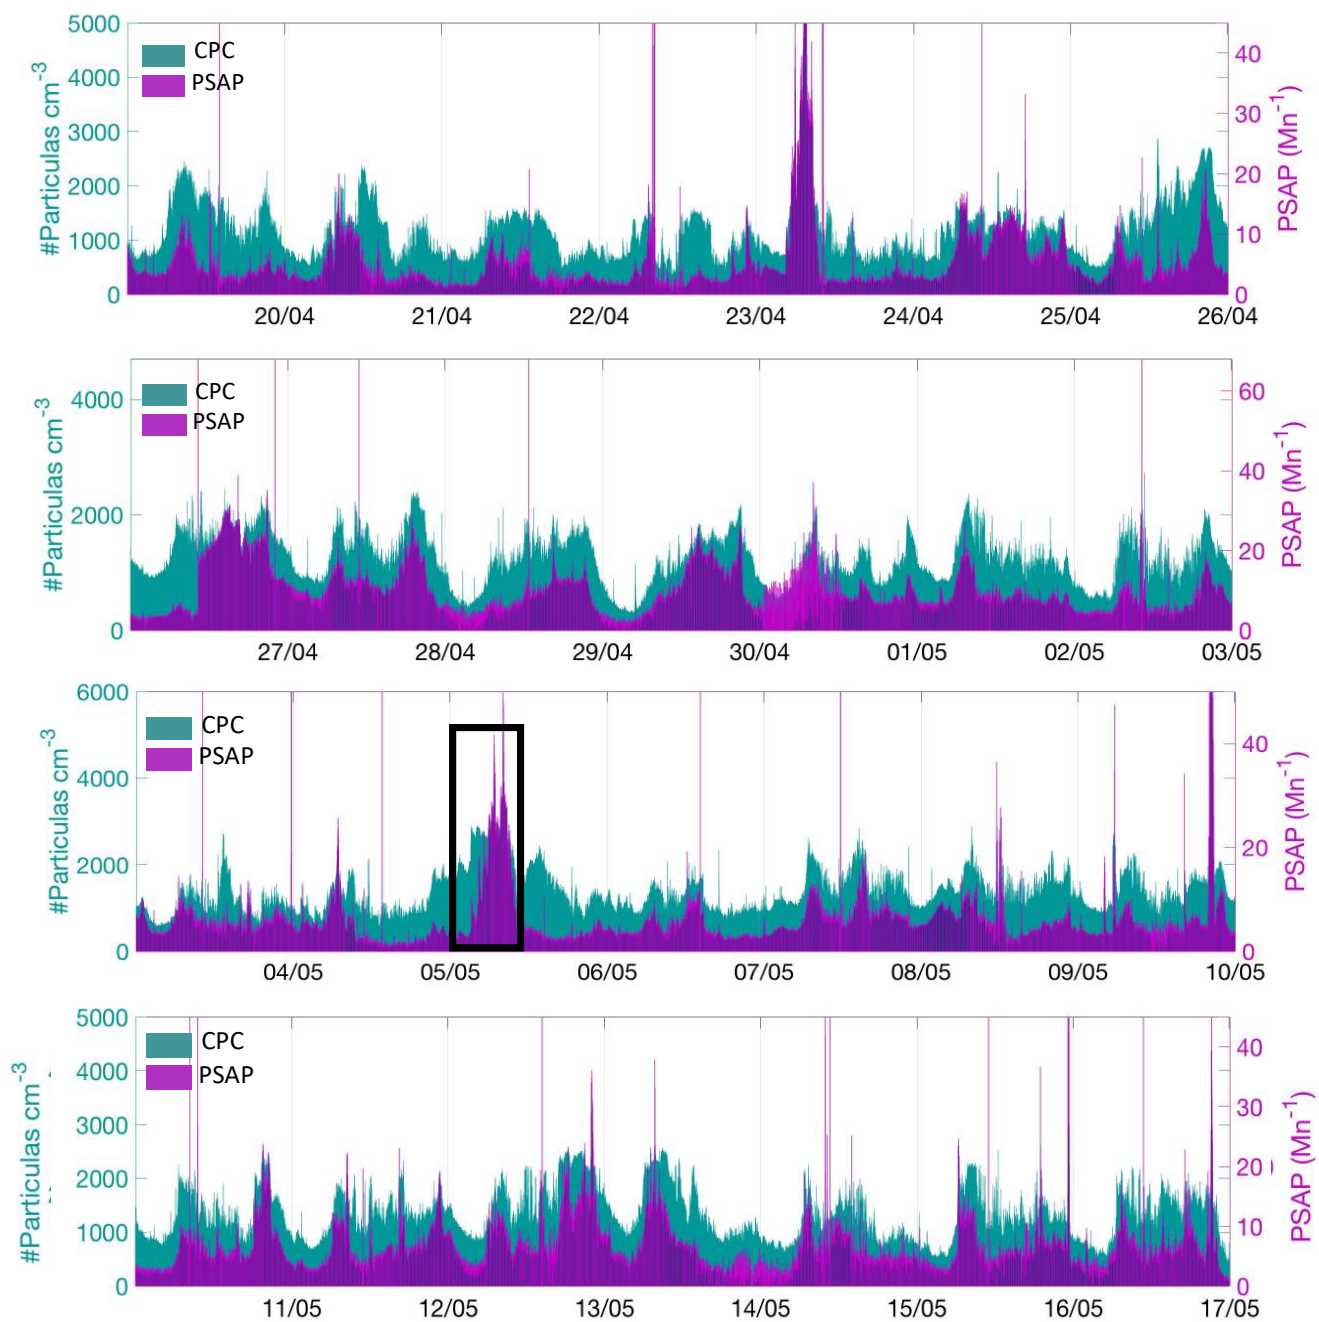 5000
4000
3000
2000
1000
0
#Particulas cm⁻³
CPC
PSAP
40
30
20
10
0
PSAP (Mn⁻¹)
20/04 21/04 22/04 23/04 24/04 25/04 26/04
4000
2000
0
#Particulas cm⁻³
CPC
PSAP
60
40
20
0
PSAP (Mn⁻¹)
27/04 28/04 29/04 30/04 01/05 02/05 03/05
6000
4000
2000
0
#Particulas cm⁻³
CPC
PSAP
40
20
0
PSAP (Mn⁻¹)
04/05 05/05 06/05 07/05 08/05 09/05 10/05
5000
4000
3000
2000
1000
0
#Particulas cm⁻³
CPC
PSAP
40
30
20
10
0
PSAP (Mn⁻¹)
11/05 12/05 13/05 14/05 15/05 16/05 17/05